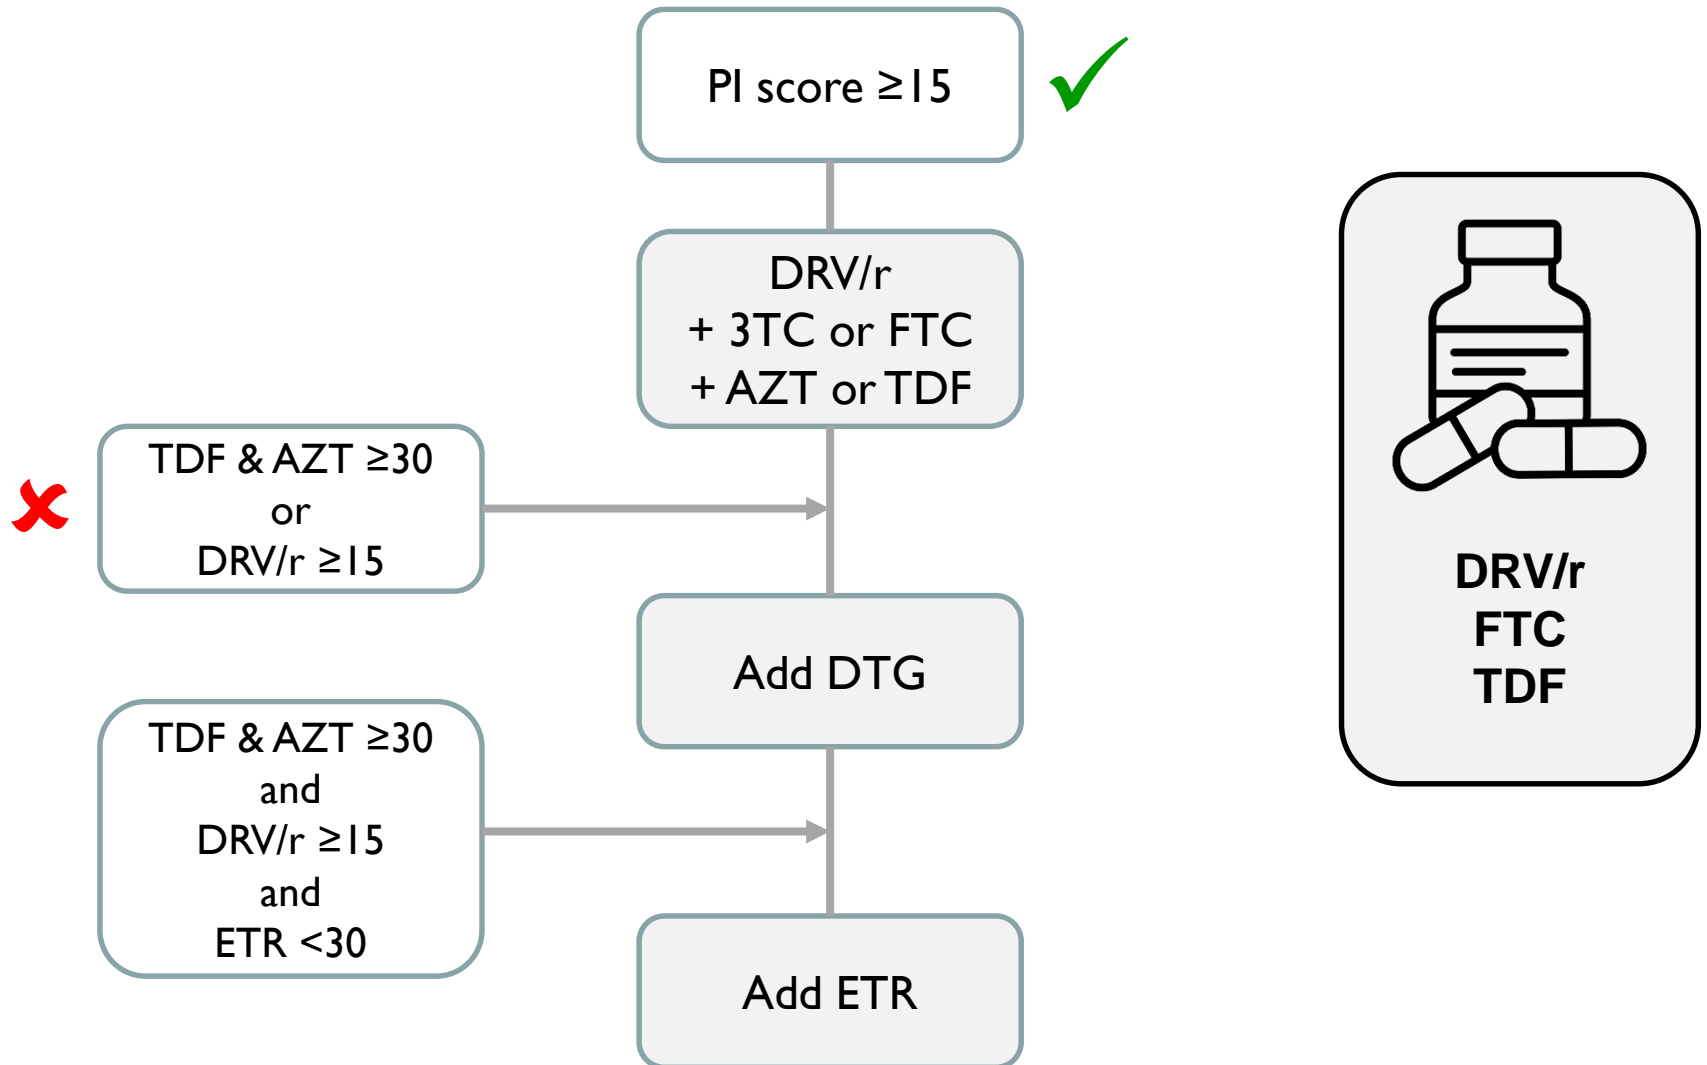 PI score ≥15
DRV/r
+ 3TC or FTC
+ AZT or TDF
TDF & AZT ≥30
or
DRV/r ≥15
Add DTG
TDF & AZT ≥30
and
DRV/r ≥15
and
ETR <30
Add ETR
DRV/r
FTC
TDF